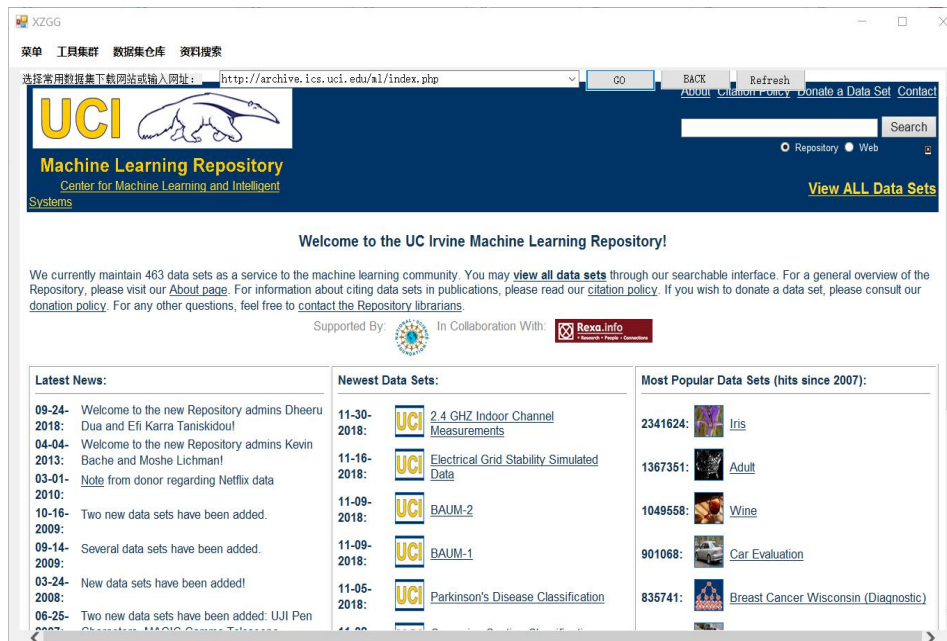 XZGG
菜单 工具集群 数据集仓库 资料搜索
选择常用数据集下载网站或输入网址: http://archive.ics.uci.edu/ml/index.php GO BACK Refresh
About Citation Policy Donate a Data Set Contact
UCI
Search
Repository Web
Machine Learning Repository
Center for Machine Learning and Intelligent
Systems
View ALL Data Sets
Welcome to the UC Irvine Machine Learning Repository!
We currently maintain 463 data sets as a service to the machine learning community. You may view all data sets through our searchable interface. For a general overview of the
Repository, please visit our About page. For information about citing data sets in publications, please read our citation policy. If you wish to donate a data set, please consult our
donation policy. For any other questions, feel free to contact the Repository librarians.
Supported By: In Collaboration With: Rexa.info
Research • People • Connections
Latest News:
09-24-2018: Welcome to the new Repository admins Dheeru
Dua and Efi Karra Taniskidou!
04-04-2013: Welcome to the new Repository admins Kevin
Bache and Moshe Lichman!
03-01-2010: Note from donor regarding Netflix data
10-16-2009: Two new data sets have been added.
09-14-2009: Several data sets have been added.
03-24-2008: New data sets have been added!
06-25- Two new data sets have been added: UJI Pen
Newest Data Sets:
11-30-2018: UCI 2.4 GHZ Indoor Channel
Measurements
11-16-2018: UCI Electrical Grid Stability Simulated
Data
11-09-2018: UCI BAUM-2
11-09-2018: UCI BAUM-1
11-05-2018: UCI Parkinson's Disease Classification
Most Popular Data Sets (hits since 2007):
2341624: Iris
1367351: Adult
1049558: Wine
901068: Car Evaluation
835741: Breast Cancer Wisconsin (Diagnostic)